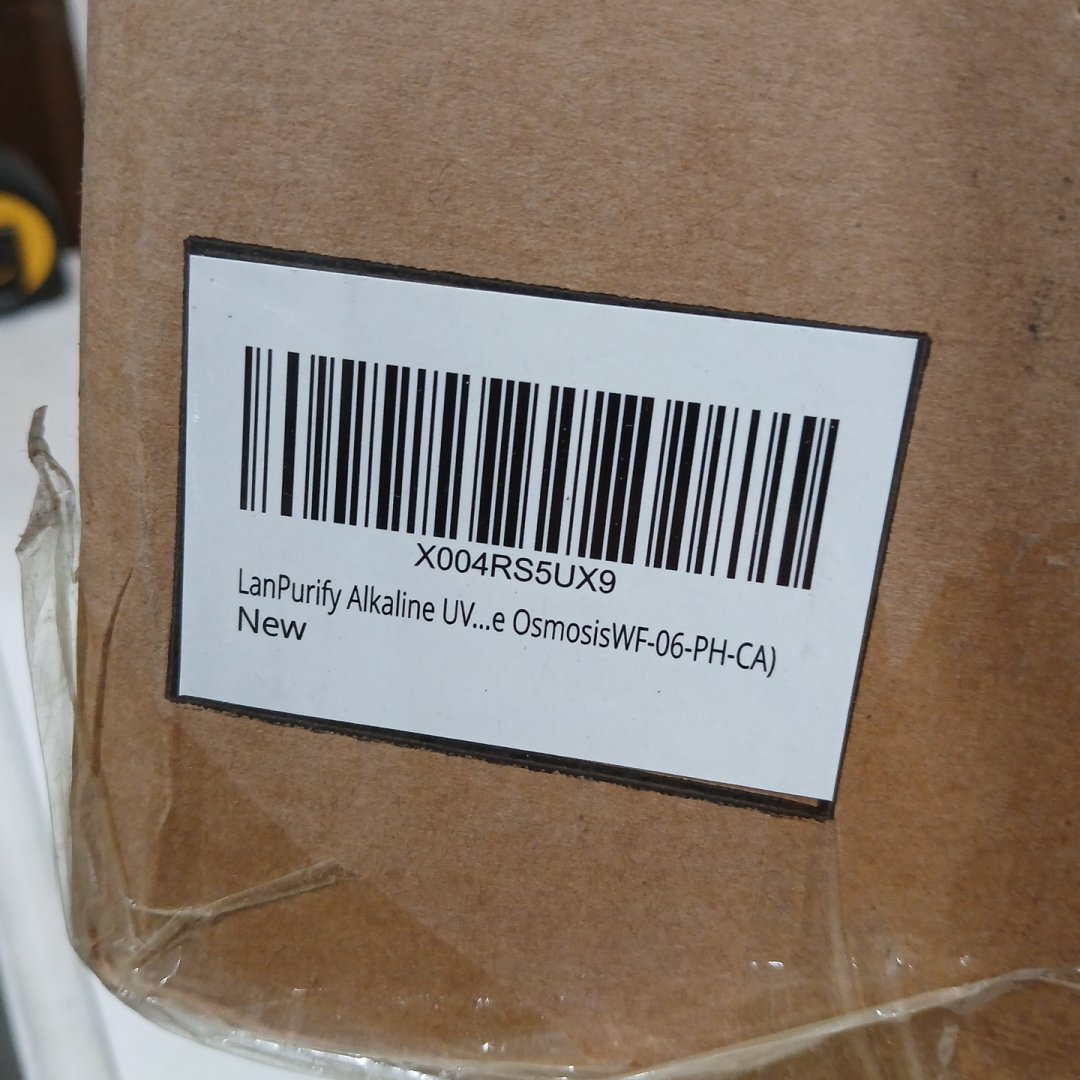 X004RS5UX9
LanPurify Alkaline UV...e OsmosisWF-06-PH-CA)
New